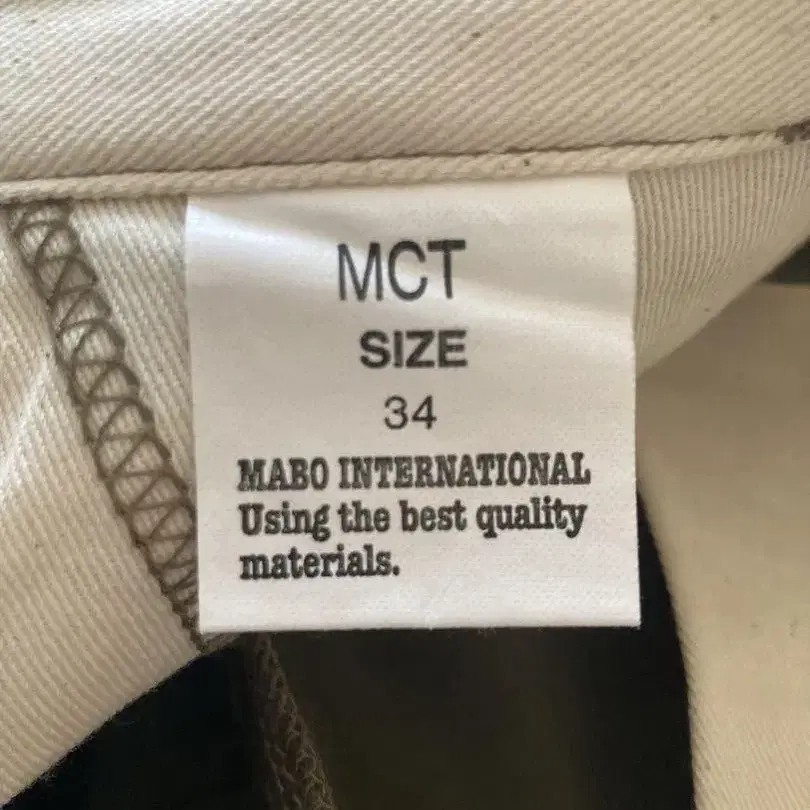 MCT
SIZE
34
MABO INTERNATIONAL
Using the best quality
materials.